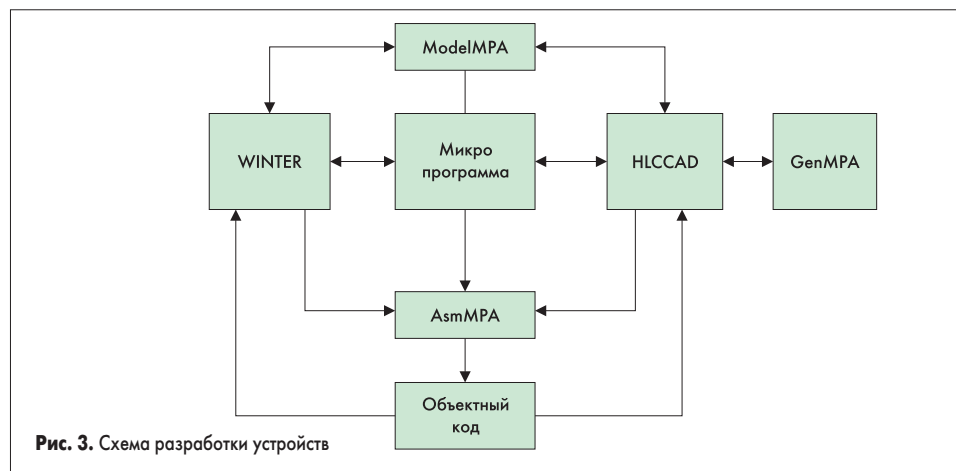 ModelMPA
WINTER
Микро
программа
HLCCAD
GenMPA
AsmMPA
Объектный
код
Рис. 3. Схема разработки устройств